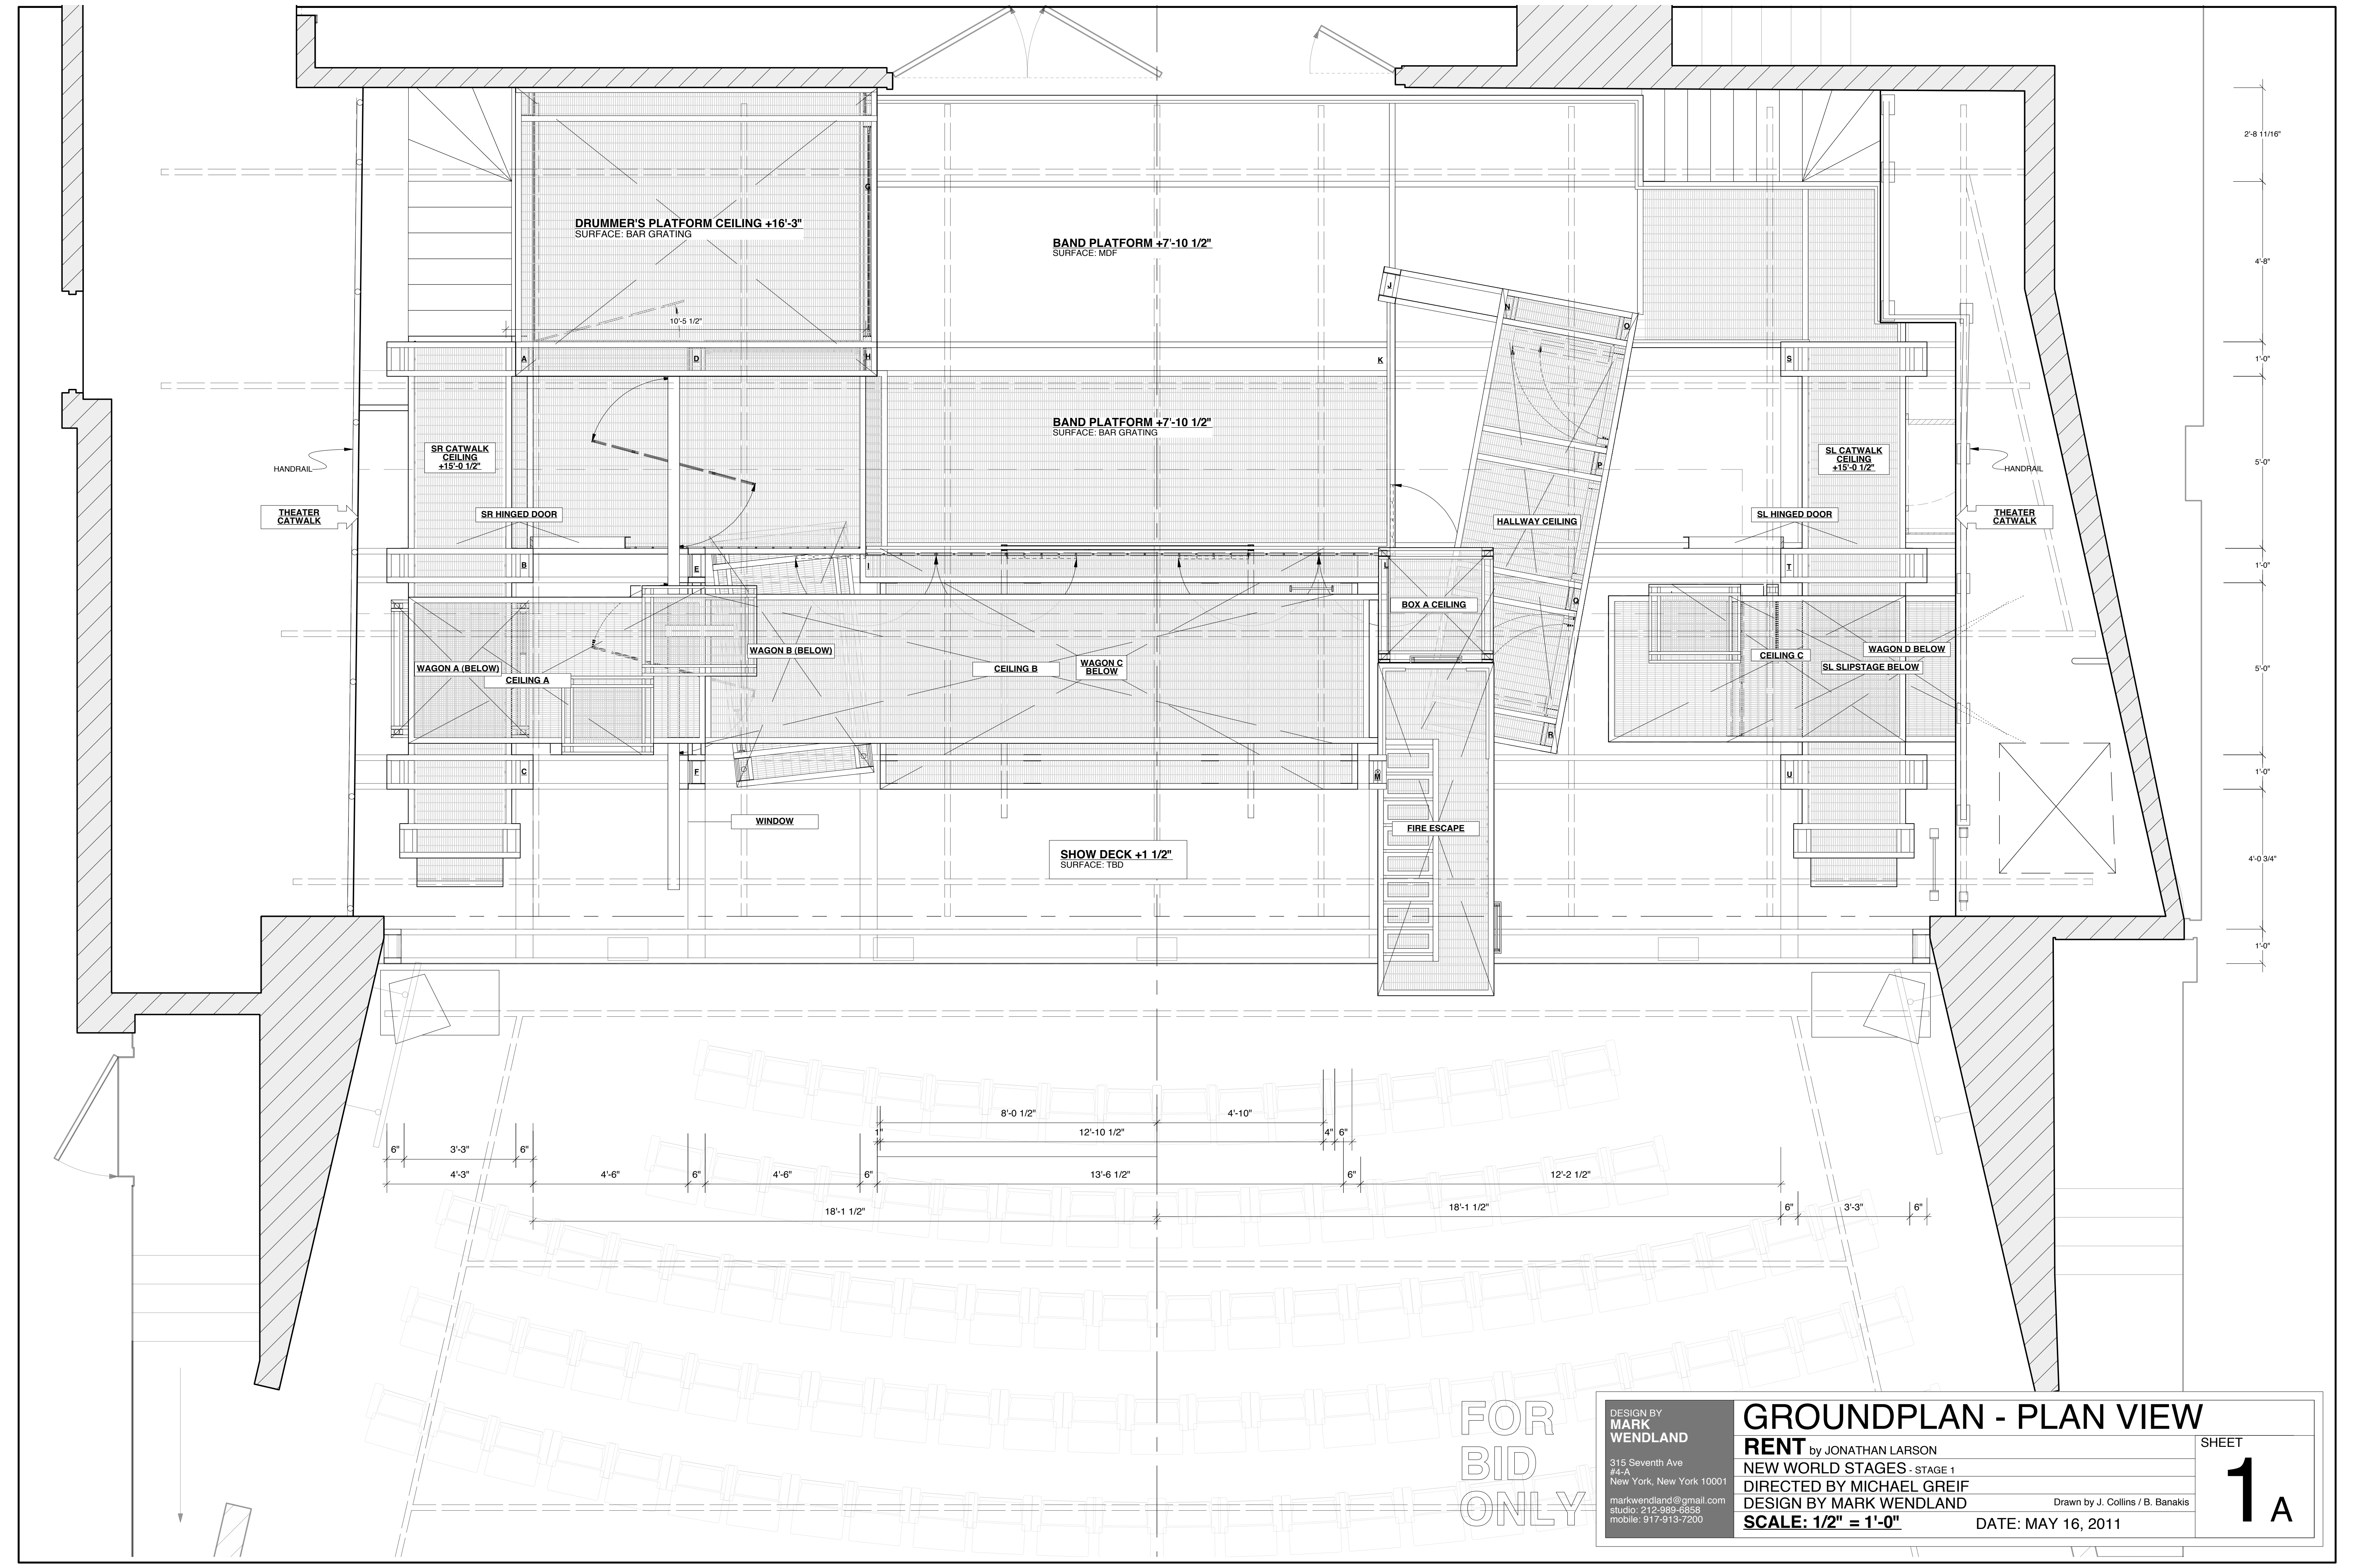 2'-8 11/16"
G
DRUMMER'S PLATFORM CEILING +16'-3"
SURFACE: BAR GRATING
BAND PLATFORM +7'-10 1/2"
SURFACE: MDF
4'-8"
J
N
O
10'-5 1/2"
A
D
H
K
S
1'-0"
BAND PLATFORM +7'-10 1/2"
SURFACE: BAR GRATING
SR CATWALK
CEILING
+15'-0 1/2"
HANDRAIL
P
SL CATWALK
CEILING
+15'-0 1/2"
HANDRAIL
5'-0"
THEATER
CATWALK
SR HINGED DOOR
HALLWAY CEILING
SL HINGED DOOR
THEATER
CATWALK
B
E
I
L
T
1'-0"
BOX A CEILING
Q
WAGON A (BELOW)
CEILING A
WAGON B (BELOW)
CEILING B
WAGON C
BELOW
CEILING C
WAGON D BELOW
SL SLIPSTAGE BELOW
5'-0"
R
C
F
M
U
1'-0"
WINDOW
FIRE ESCAPE
SHOW DECK +1 1/2"
SURFACE: TBD
4'-0 3/4"
1'-0"
8'-0 1/2"
4'-10"
1"
12'-10 1/2"
4"
6"
6"
3'-3"
6"
4'-3"
4'-6"
6"
4'-6"
6"
13'-6 1/2"
6"
12'-2 1/2"
18'-1 1/2"
18'-1 1/2"
6"
3'-3"
6"
FOR
BID
ONLY
DESIGN BY
MARK
WENDLAND
315 Seventh Ave
#4-A
New York, New York 10001
markwendland@gmail.com
studio: 212-989-6858
mobile: 917-913-7200
GROUNDPLAN - PLAN VIEW
RENT by JONATHAN LARSON
NEW WORLD STAGES - STAGE 1
DIRECTED BY MICHAEL GREIF
DESIGN BY MARK WENDLAND
Drawn by J. Collins / B. Banakis
SCALE: 1/2" = 1'-0"
DATE: MAY 16, 2011
SHEET
1 A